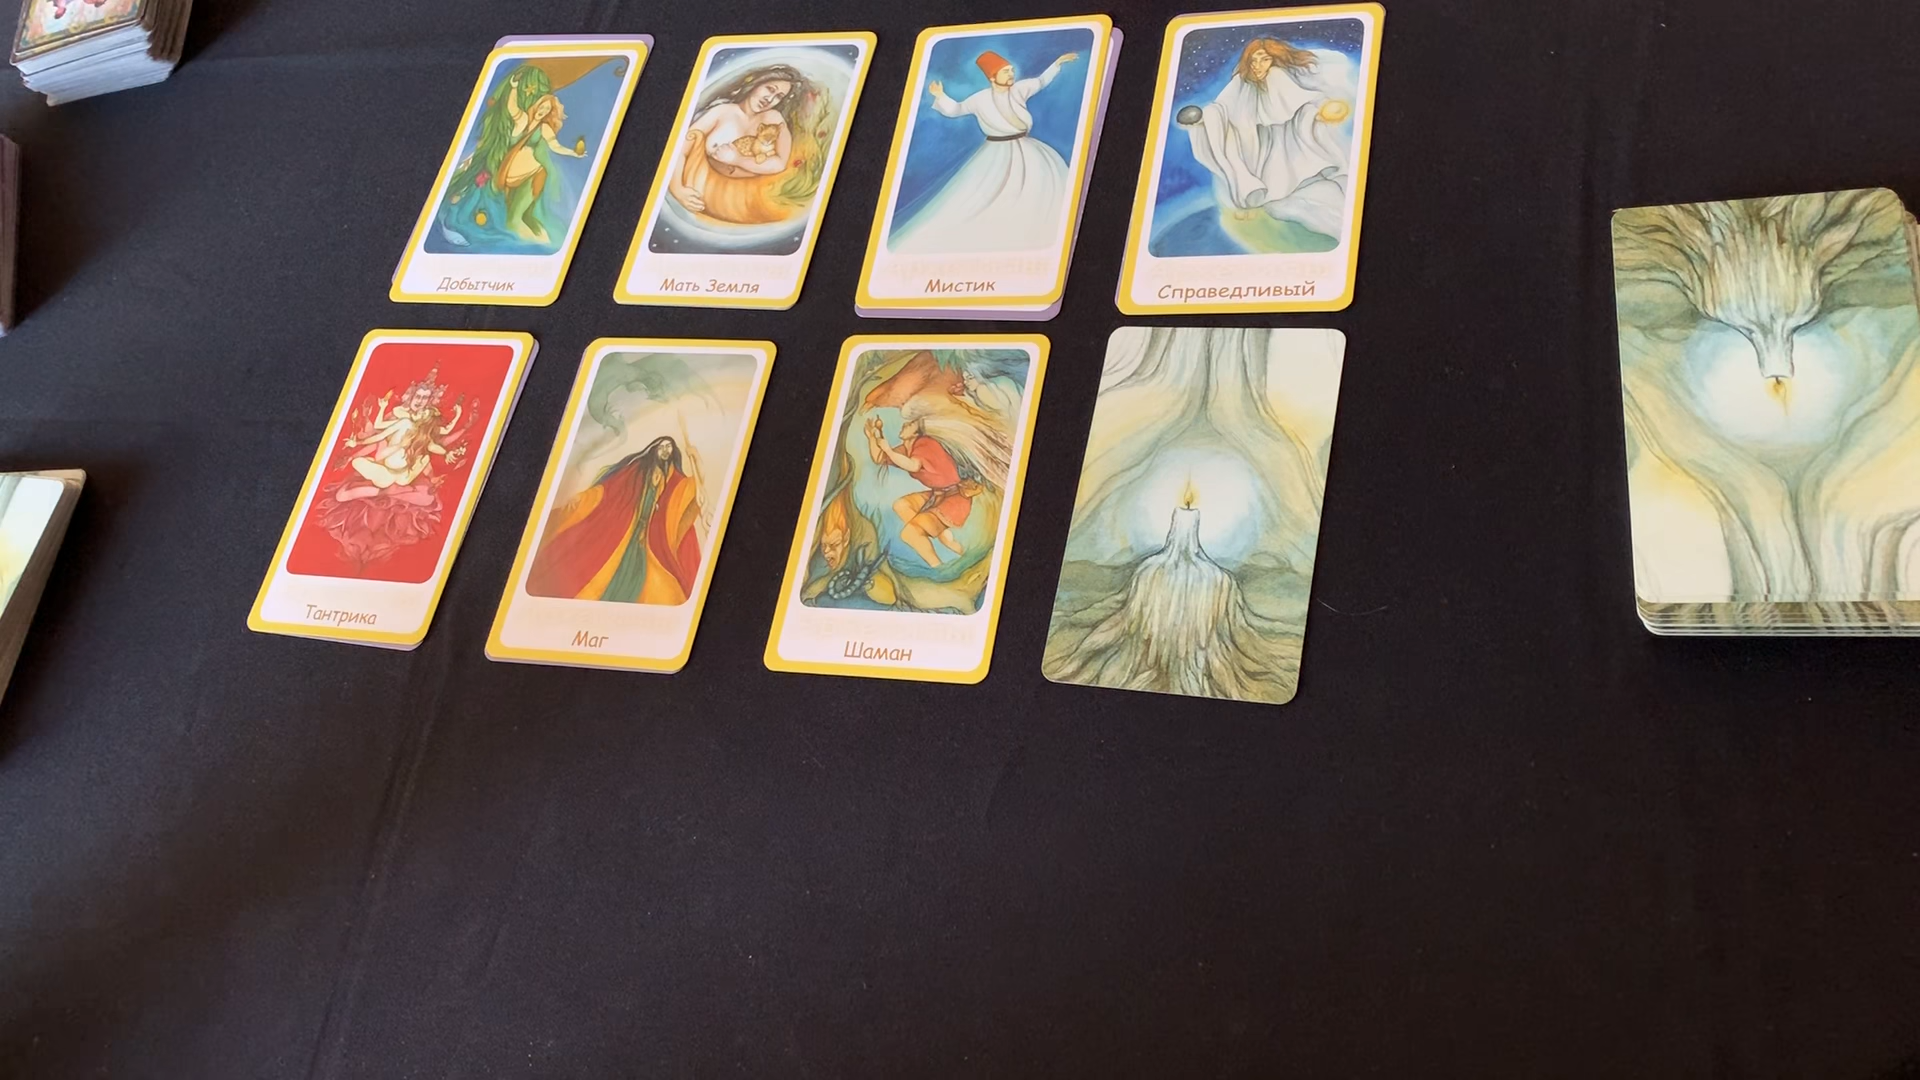 Добытчик
Мать Земля
Мистик
Справедливый
Тантрика
Маг
Шаман